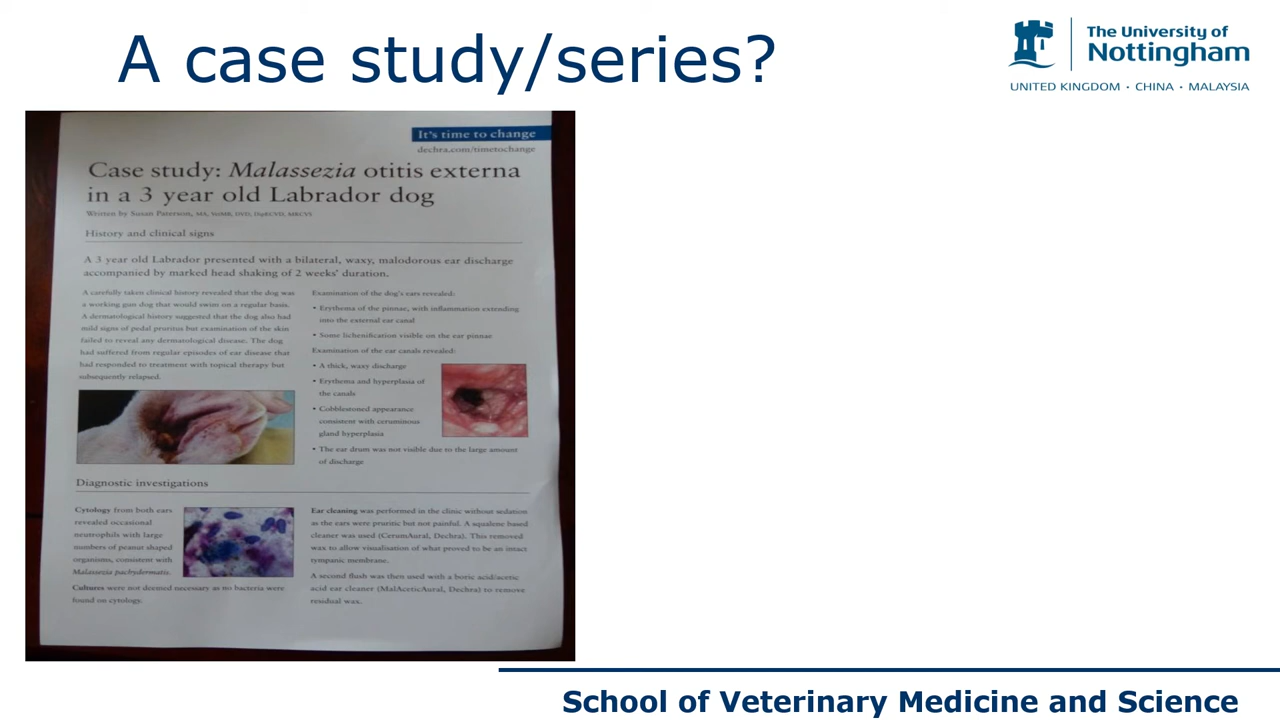 A case study/series?
The University of
Nottingham
UNITED KINGDOM · CHINA · MALAYSIA
It's time to change
dechra.com/timetochange
Case study: Malassezia otitis externa
in a 3 year old Labrador dog
Written by Susan Paterson, MA, VetMB, DVD, DipECVD, MRCVS
History and clinical signs
A 3 year old Labrador presented with a bilateral, waxy, malodorous ear discharge
accompanied by marked head shaking of 2 weeks' duration.
A carefully taken clinical history revealed that the dog was
a working gun dog that would swim on a regular basis.
A dermatological history suggested that the dog also had
mild signs of pedal pruritus but examination of the skin
failed to reveal any dermatological disease. The dog
had suffered from regular episodes of ear disease that
had responded to treatment with topical therapy but
subsequently relapsed.
Examination of the dog's ears revealed:
• Erythema of the pinnae, with inflammation extending
into the external ear canal
• Some lichenification visible on the ear pinnae
Examination of the ear canals revealed:
• A thick, waxy discharge
• Erythema and hyperplasia of
the canals
• Cobblestoned appearance
consistent with ceruminous
gland hyperplasia
• The ear drum was not visible due to the large amount
of discharge
Diagnostic investigations
Cytology from both ears
revealed occasional
neutrophils with large
numbers of peanut shaped
organisms, consistent with
Malassezia pachydermatis.
Cultures were not deemed necessary as no bacteria were
found on cytology.
Ear cleaning was performed in the clinic without sedation
as the ears were pruritic but not painful. A squalene based
cleaner was used (CerumAural, Dechra). This removed
wax to allow visualisation of what proved to be an intact
tympanic membrane.
A second flush was then used with a boric acid/acetic
acid ear cleaner (MalAceticAural, Dechra) to remove
residual wax.
School of Veterinary Medicine and Science